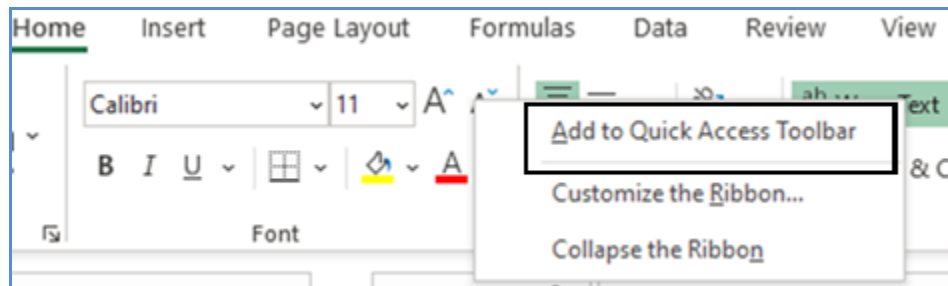 Home Insert Page Layout Formulas Data Review View
Calibri 11 A A
Add to Quick Access Toolbar
B I U A
Customize the Ribbon...
Font
Collapse the Ribbon